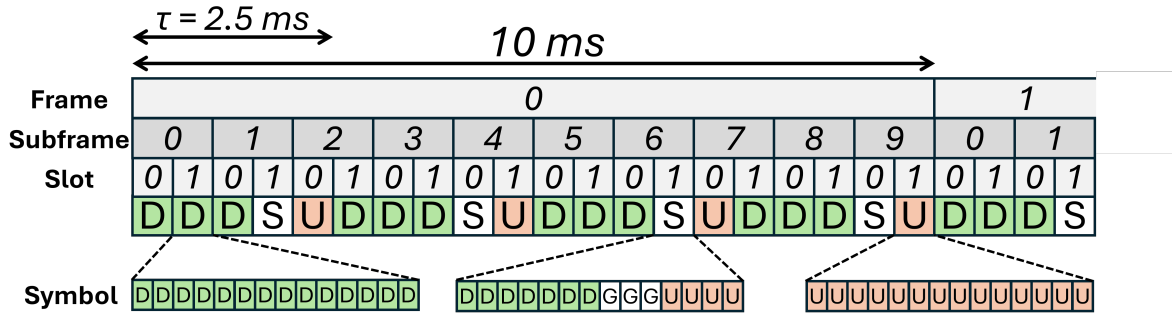 τ = 2.5 ms
10 ms
Frame 0 1
Subframe 0 1 2 3 4 5 6 7 8 9 0 1
Slot 0 1 0 1 0 1 0 1 0 1 0 1 0 1 0 1 0 1 0 1 0 1 0 1
D D D S U D D D S U D D D S U D D D S U D D D S
Symbol D D D D D D D D D D D D D D D D D D D D D G G G U U U U U U U U U U U U U U U U U U